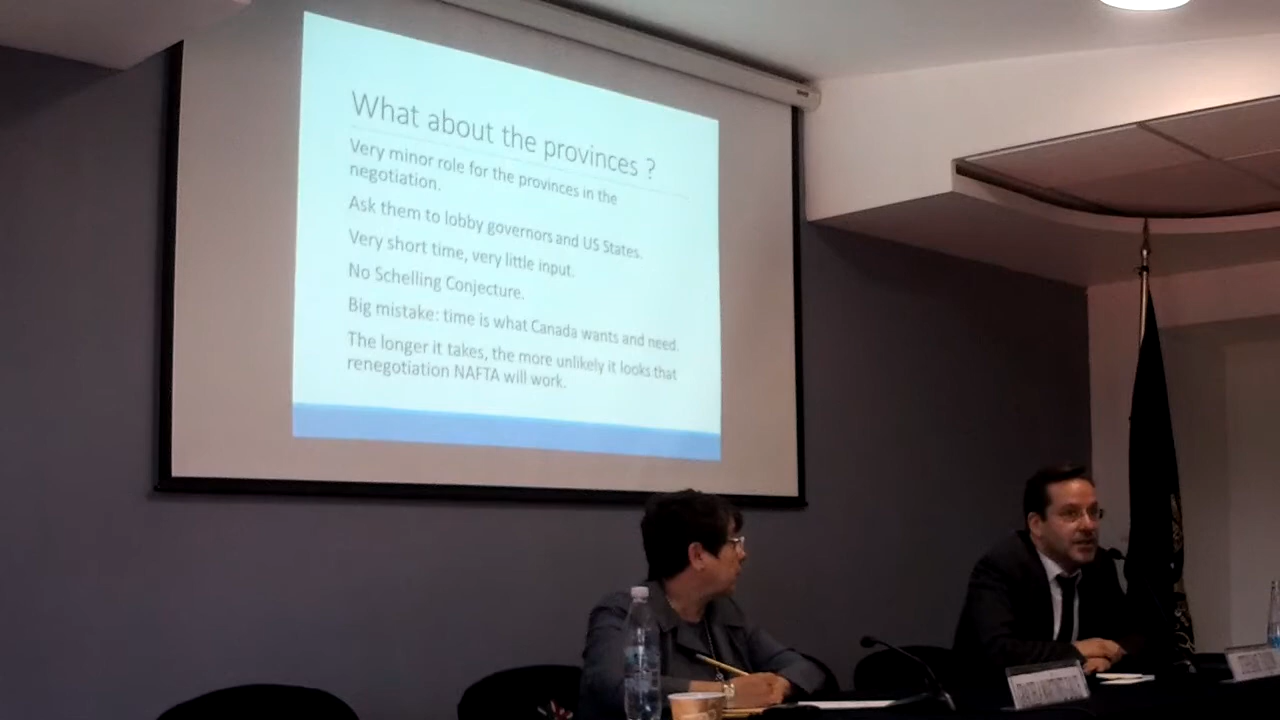 What about the provinces ?
Very minor role for the provinces in the
negotiation.
Ask them to lobby governors and US States.
Very short time, very little input.
No Schelling Conjecture.
Big mistake: time is what Canada wants and need.
The longer it takes, the more unlikely it looks that
renegotiation NAFTA will work.